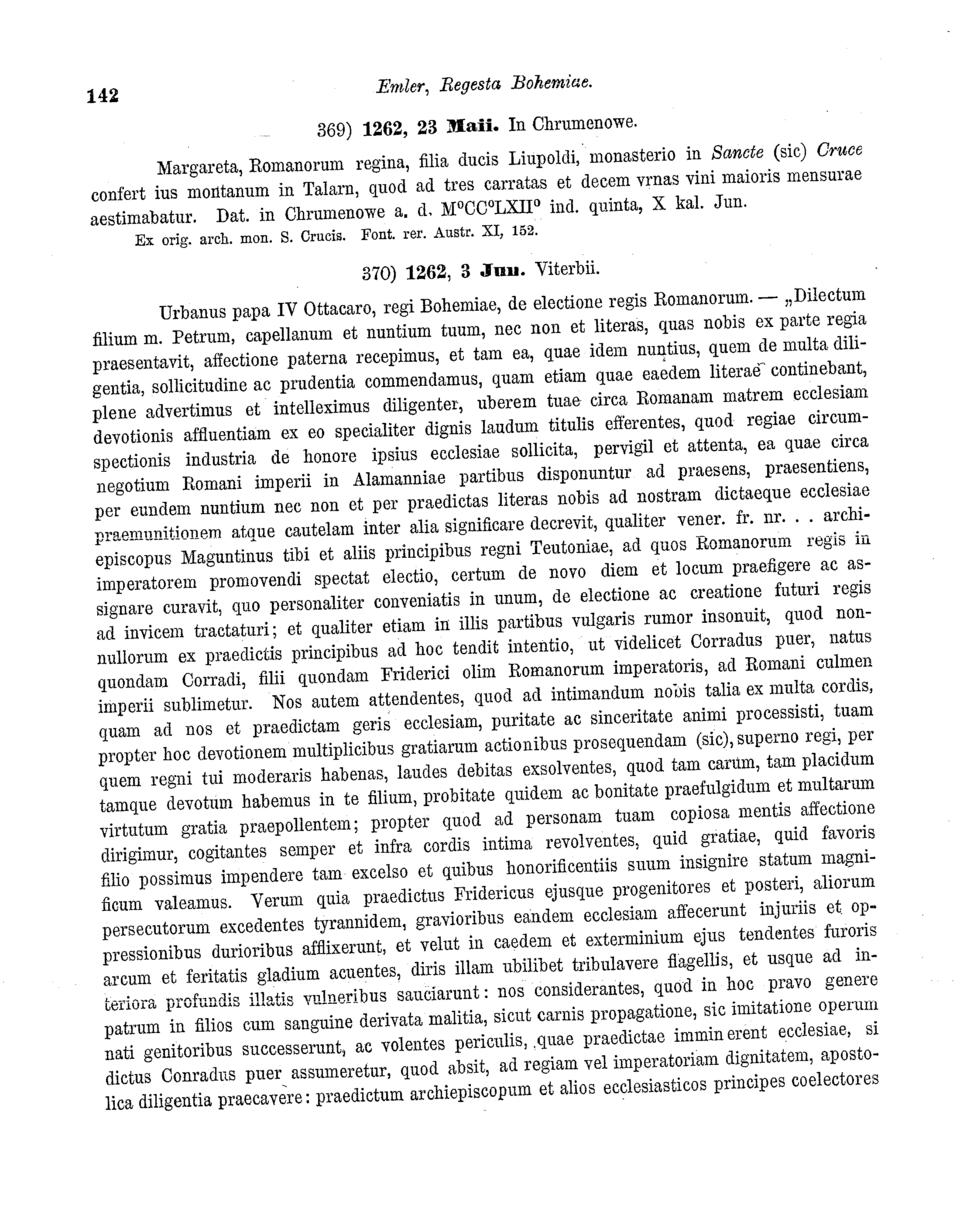 142
Emler, Regesta Bohemiae.
369) 1262, 23 Maii. In Chrumenowe.
Margareta, Romanorum regina, filia ducis Liupoldi, monasterio in Sancte (sic) Cruce
confert ius montanum in Talarn, quod ad tres carratas et decem vrnas vini maioris mensurae
aestimabatur. Dat. in Chrumenowe a. d. M⁰CC⁰LXII⁰ ind. quinta, X kal. Jun.
Ex orig. arch. mon. S. Crucis. Font. rer. Austr. XI, 152.
370) 1262, 3 Jun. Viterbii.
Urbanus papa IV Ottacaro, regi Bohemiae, de electione regis Romanorum. — „Dilectum
filium m. Petrum, capellanum et nuntium tuum, nec non et literas, quas nobis ex parte regia
praesentavit, affectione paterna recepimus, et tam ea, quae idem nuntius, quem de multa dili-
gentia, sollicitudine ac prudentia commendamus, quam etiam quae eaedem literae continebant,
plene advertimus et intelleximus diligenter, uberem tuae circa Romanam matrem ecclesiam
devotionis affluentiam ex eo specialiter dignis laudum titulis efferentes, quod regiae circum-
spectionis industria de honore ipsius ecclesiae sollicita, pervigil et attenta, ea quae circa
negotium Romani imperii in Alamanniae partibus disponuntur ad praesens, praesentiens,
per eundem nuntium nec non et per praedictas literas nobis ad nostram dictaeque ecclesiae
praemunitionem atque cautelam inter alia significare decrevit, qualiter vener. fr. nr. . . archi-
episcopus Maguntinus tibi et aliis principibus regni Teutoniae, ad quos Romanorum regis in
imperatorem promovendi spectat electio, certum de novo diem et locum praefigere ac as-
signare curavit, quo personaliter conveniatis in unum, de electione ac creatione futuri regis
ad invicem tractaturi; et qualiter etiam in illis partibus vulgaris rumor insonuit, quod non-
nullorum ex praedictis principibus ad hoc tendit intentio, ut videlicet Corradus puer, natus
quondam Corradi, filii quondam Friderici olim Romanorum imperatoris, ad Romani culmen
imperii sublimetur. Nos autem attendentes, quod ad intimandum nobis talia ex multa cordis,
quam ad nos et praedictam geris ecclesiam, puritate ac sinceritate animi processisti, tuam
propter hoc devotionem multiplicibus gratiarum actionibus prosequendam (sic), superno regi, per
quem regni tui moderaris habenas, laudes debitas exsolventes, quod tam carum, tam placidum
tamque devotum habemus in te filium, probitate quidem ac bonitate praefulgidum et multarum
virtutum gratia praepollentem; propter quod ad personam tuam copiosa mentis affectione
dirigimur, cogitantes semper et infra cordis intima revolventes, quid gratiae, quid favoris
filio possimus impendere tam excelso et quibus honorificentiis suum insignire statum magni-
ficum valeamus. Verum quia praedictus Fridericus ejusque progenitores et posteri, aliorum
persecutorum excedentes tyrannidem, gravioribus eandem ecclesiam affecerunt injuriis et op-
pressionibus durioribus afflixerunt, et velut in caedem et exterminium ejus tendentes furoris
arcum et feritatis gladium acuentes, diris illam ubilibet tribulavere flagellis, et usque ad in-
teriora profundis illatis vulneribus sauciarunt: nos considerantes, quod in hoc pravo genere
patrum in filios cum sanguine derivata malitia, sicut carnis propagatione, sic imitatione operum
nati genitoribus successerunt, ac volentes periculis, quae praedictae imminerent ecclesiae, si
dictus Conradus puer assumeretur, quod absit, ad regiam vel imperatoriam dignitatem, aposto-
lica diligentia praecavere: praedictum archiepiscopum et alios ecclesiasticos principes coelectores